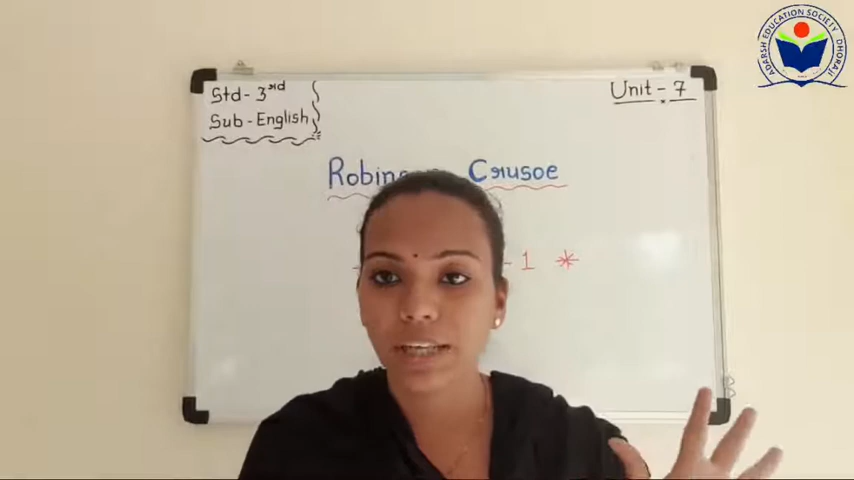 Std - 3rd
Sub - English
Unit - 7
Robin Crusoe
- 1 *
ADARSH EDUCATION SOCIETY DHORAJI